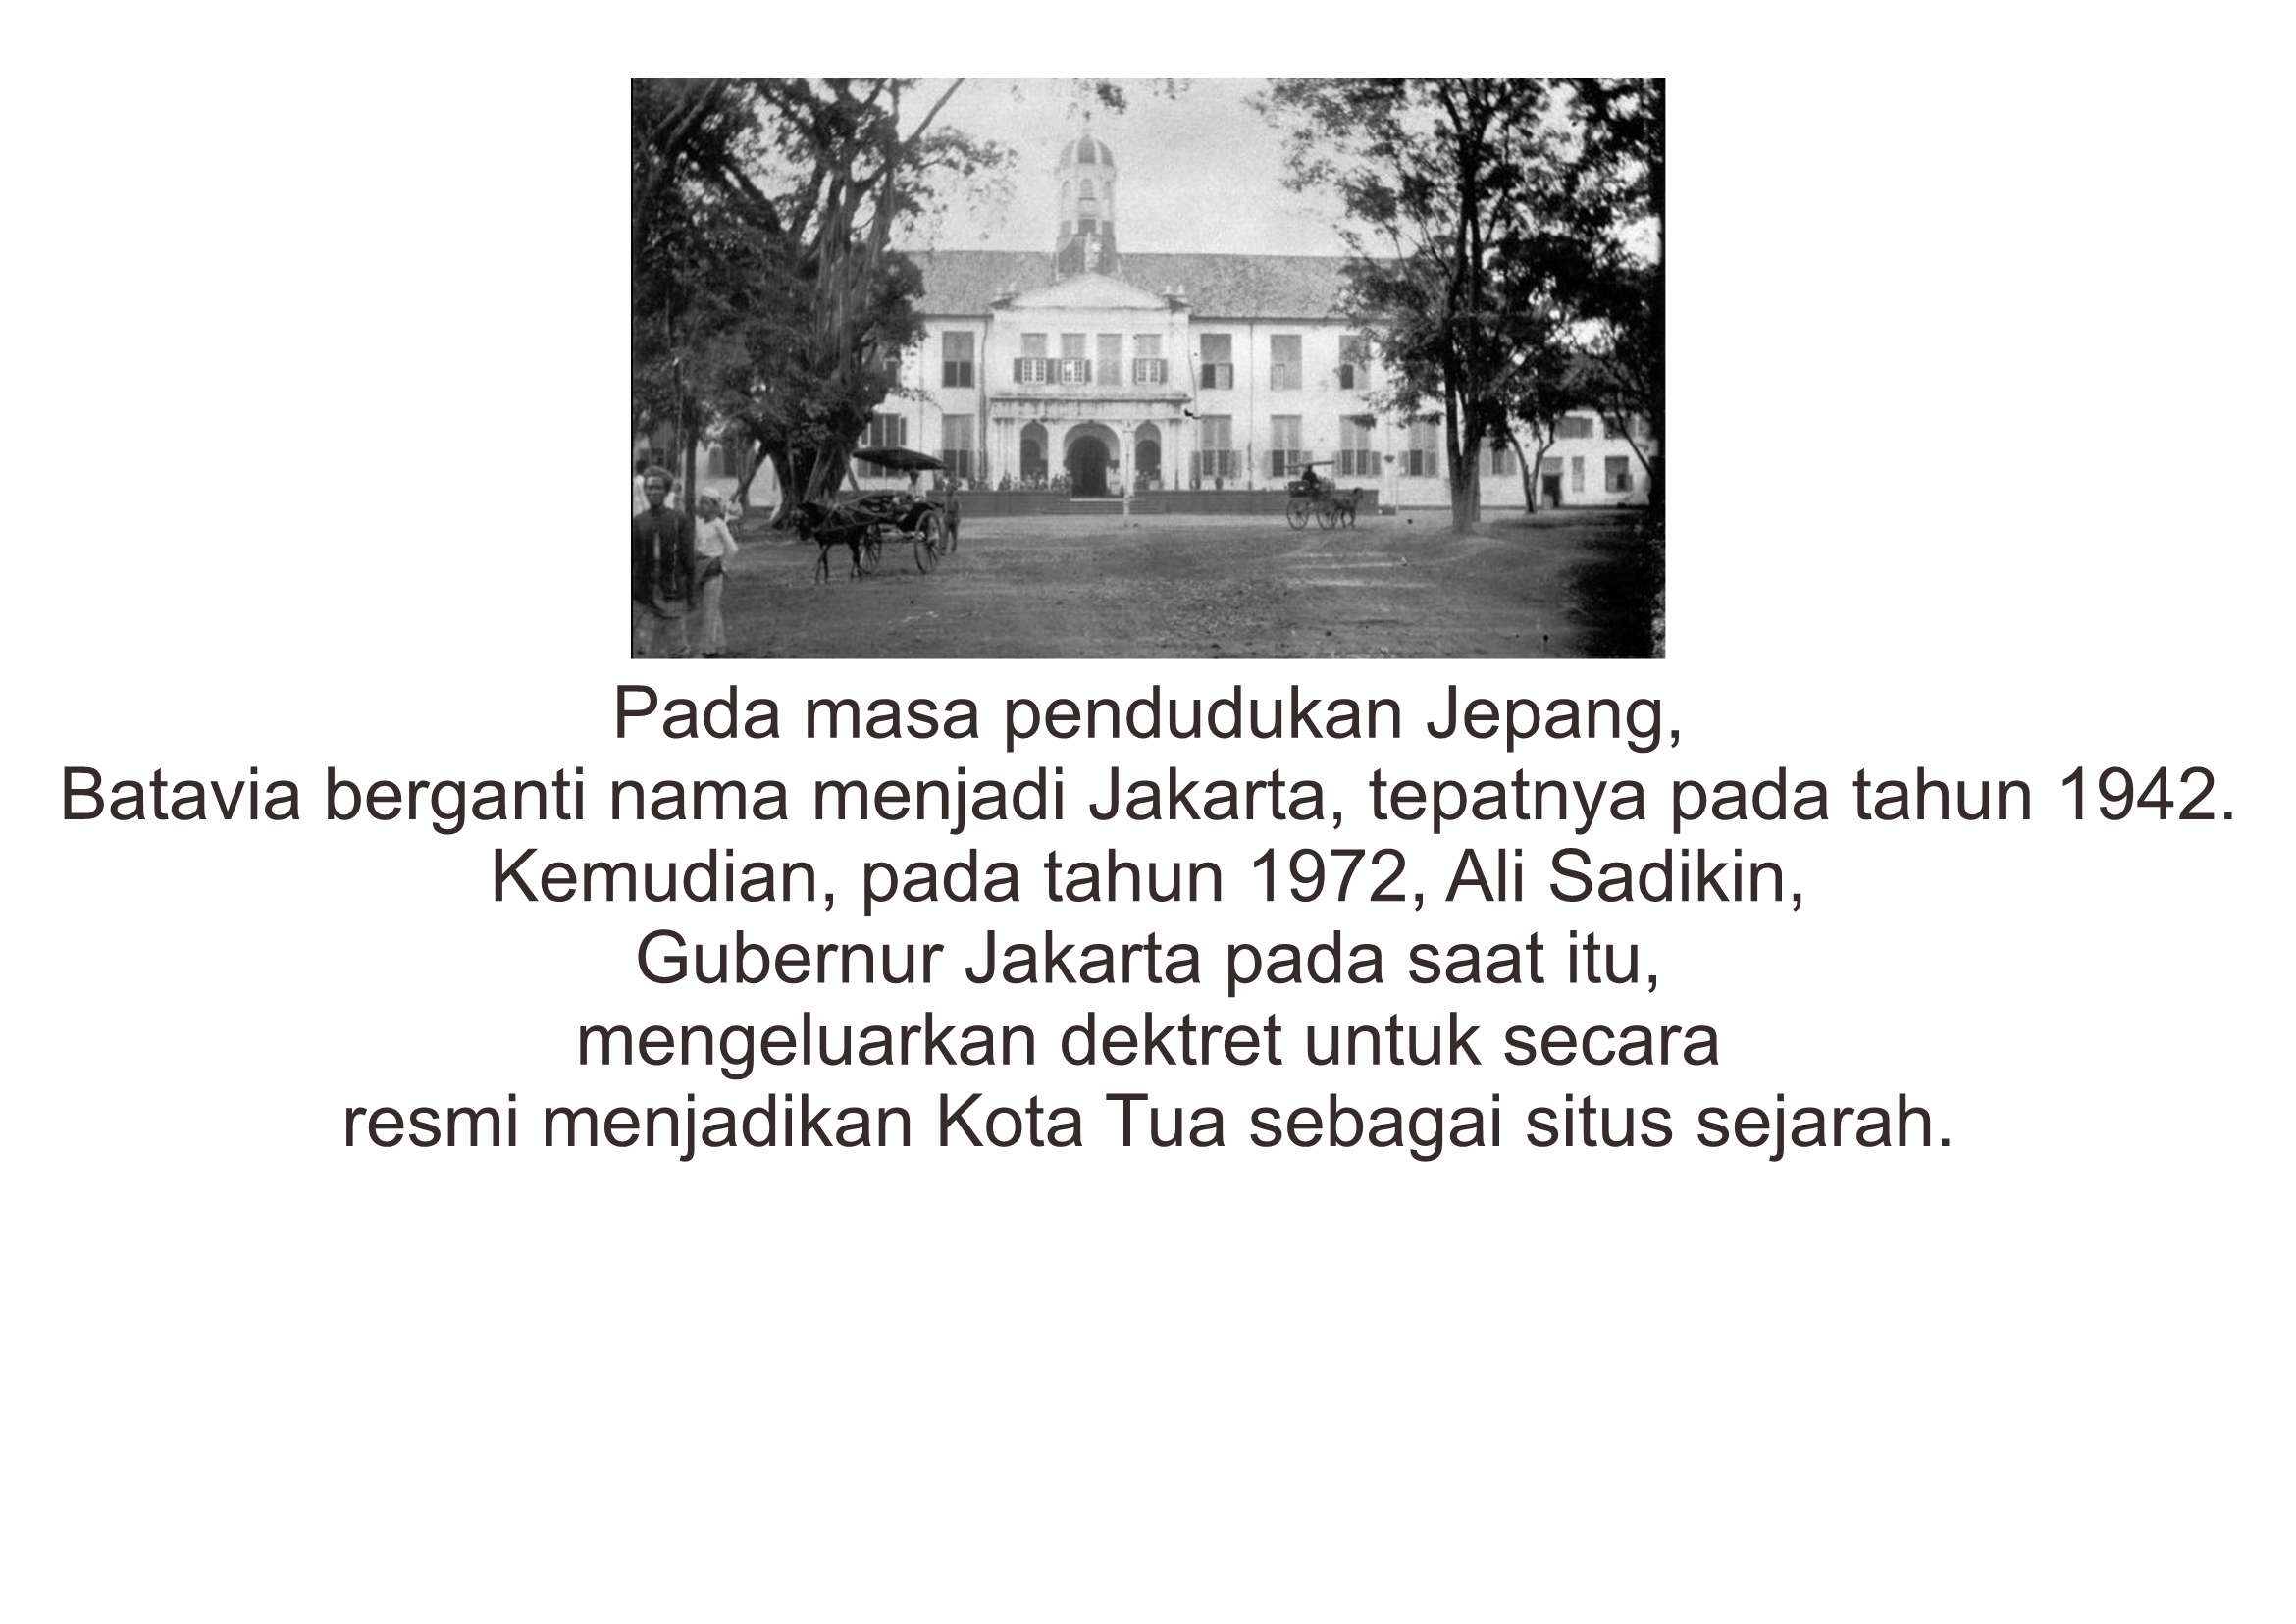 Pada masa pendudukan Jepang,
Batavia berganti nama menjadi Jakarta, tepatnya pada tahun 1942.
Kemudian, pada tahun 1972, Ali Sadikin,
Gubernur Jakarta pada saat itu,
mengeluarkan dektret untuk secara
resmi menjadikan Kota Tua sebagai situs sejarah.